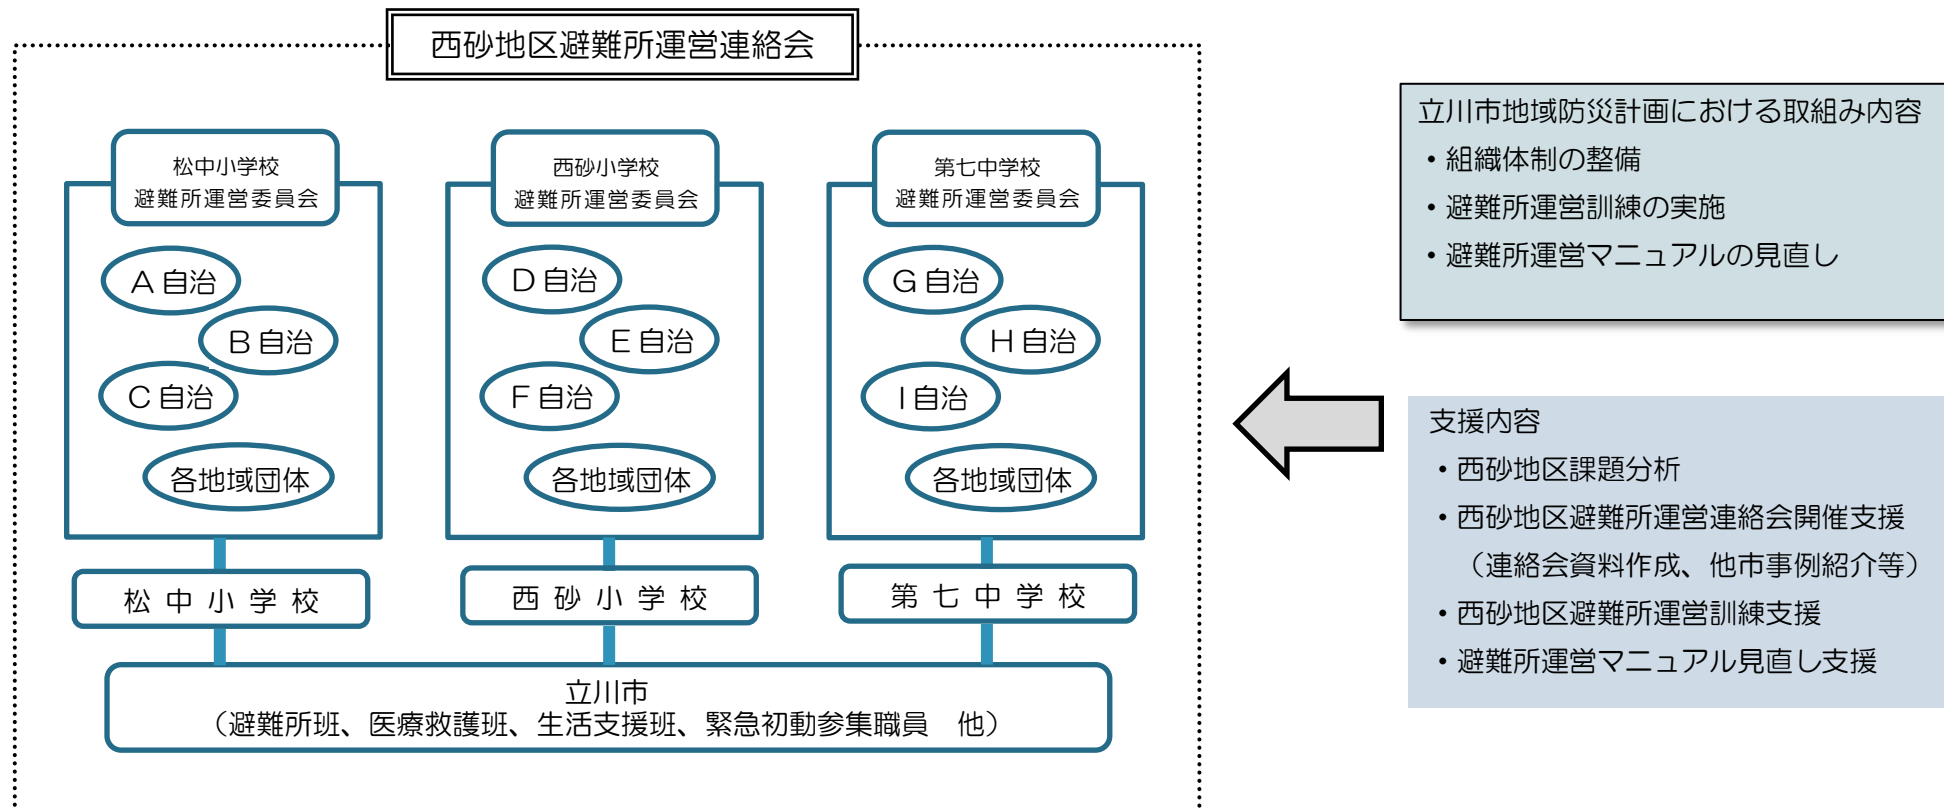 西砂地区避難所運営連絡会
松中小学校
避難所運営委員会
A自治
B自治
C自治
各地域団体
松中小学校
西砂小学校
避難所運営委員会
D自治
E自治
F自治
各地域団体
西砂小学校
第七中学校
避難所運営委員会
G自治
H自治
I自治
各地域団体
第七中学校
立川市
（避難所班、医療救護班、生活支援班、緊急初動参集職員　他）
立川市地域防災計画における取組み内容
・組織体制の整備
・避難所運営訓練の実施
・避難所運営マニュアルの見直し
支援内容
・西砂地区課題分析
・西砂地区避難所運営連絡会開催支援
（連絡会資料作成、他市事例紹介等）
・西砂地区避難所運営訓練支援
・避難所運営マニュアル見直し支援